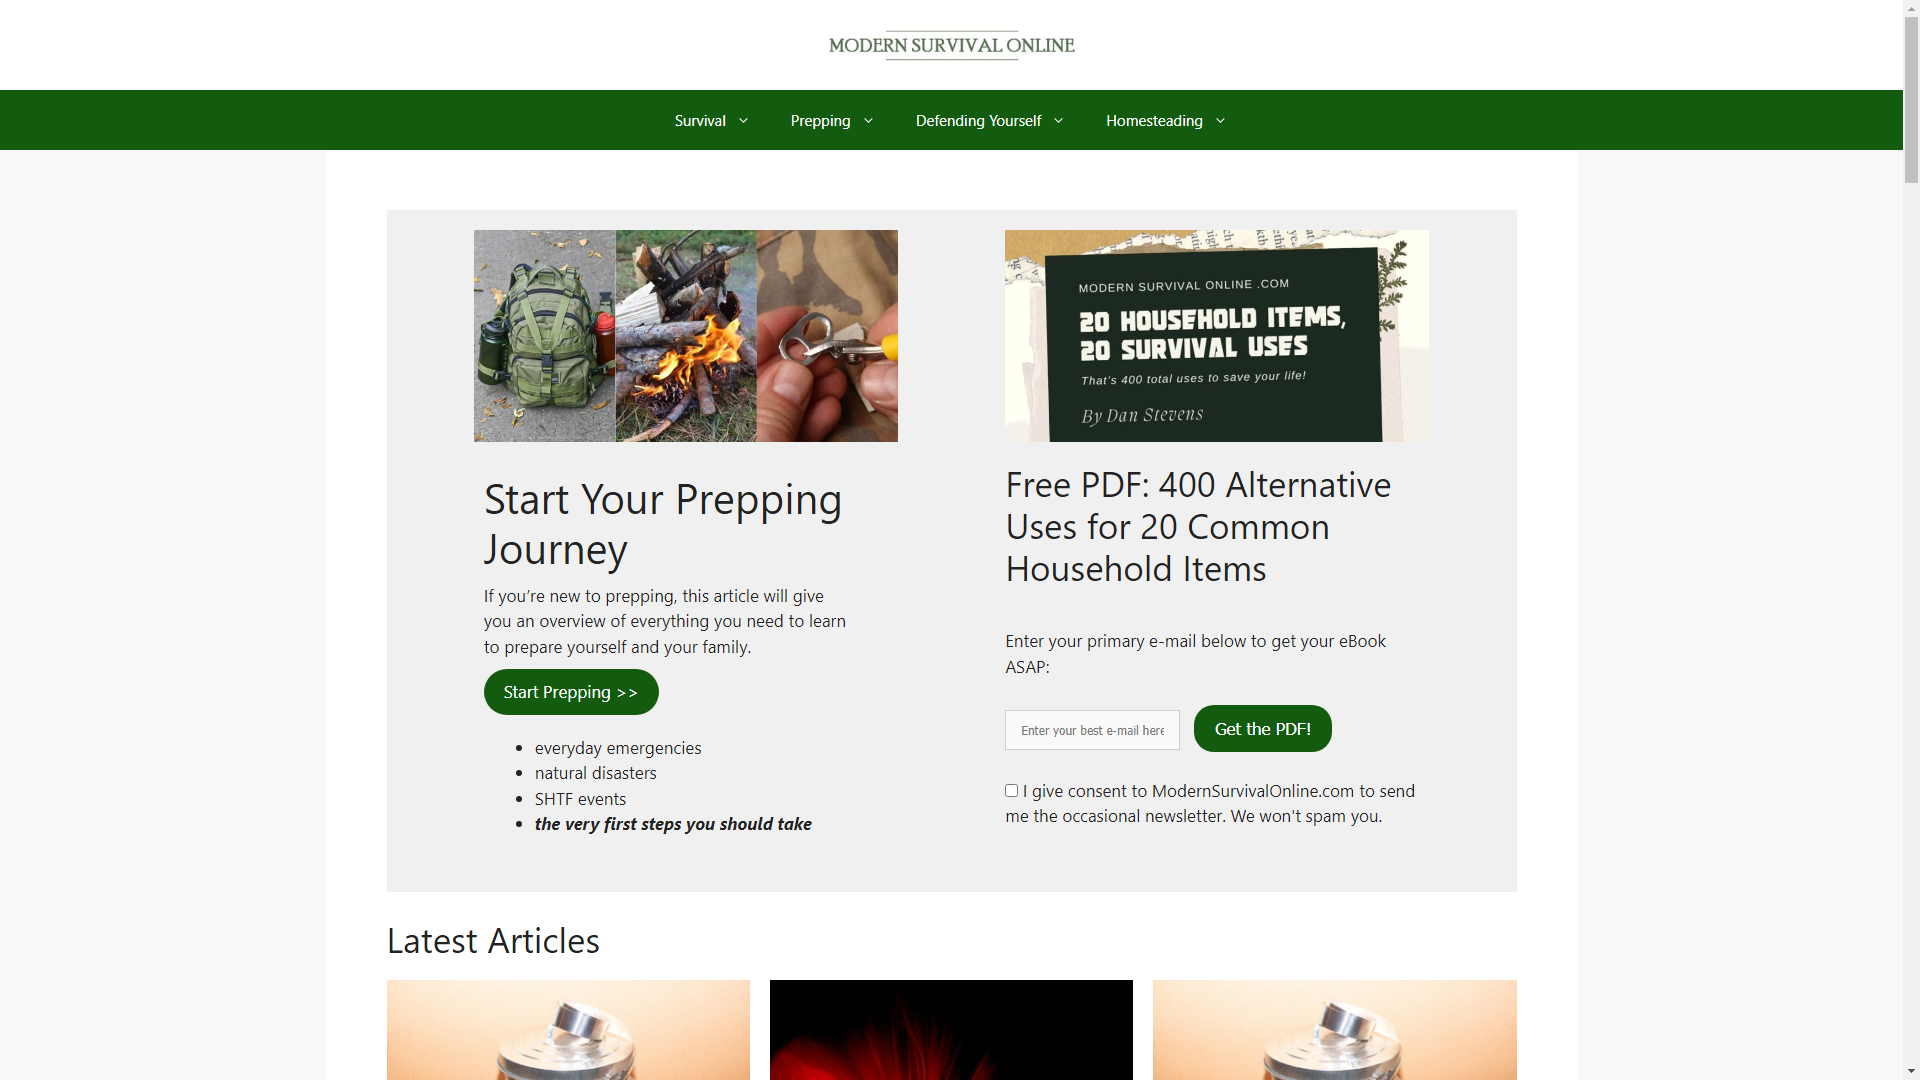 MODERN SURVIVAL ONLINE
Survival
Prepping
Defending Yourself
Homesteading
MODERN SURVIVAL ONLINE .COM
20 HOUSEHOLD ITEMS,
20 SURVIVAL USES
That's 400 total uses to save your life!
By Dan Stevens
Start Your Prepping
Journey
If you’re new to prepping, this article will give
you an overview of everything you need to learn
to prepare yourself and your family.
Start Prepping >>
everyday emergencies
natural disasters
SHTF events
the very first steps you should take
Free PDF: 400 Alternative
Uses for 20 Common
Household Items
Enter your primary e-mail below to get your eBook
ASAP:
Enter your best e-mail here
Get the PDF!
I give consent to ModernSurvivalOnline.com to send
me the occasional newsletter. We won't spam you.
Latest Articles